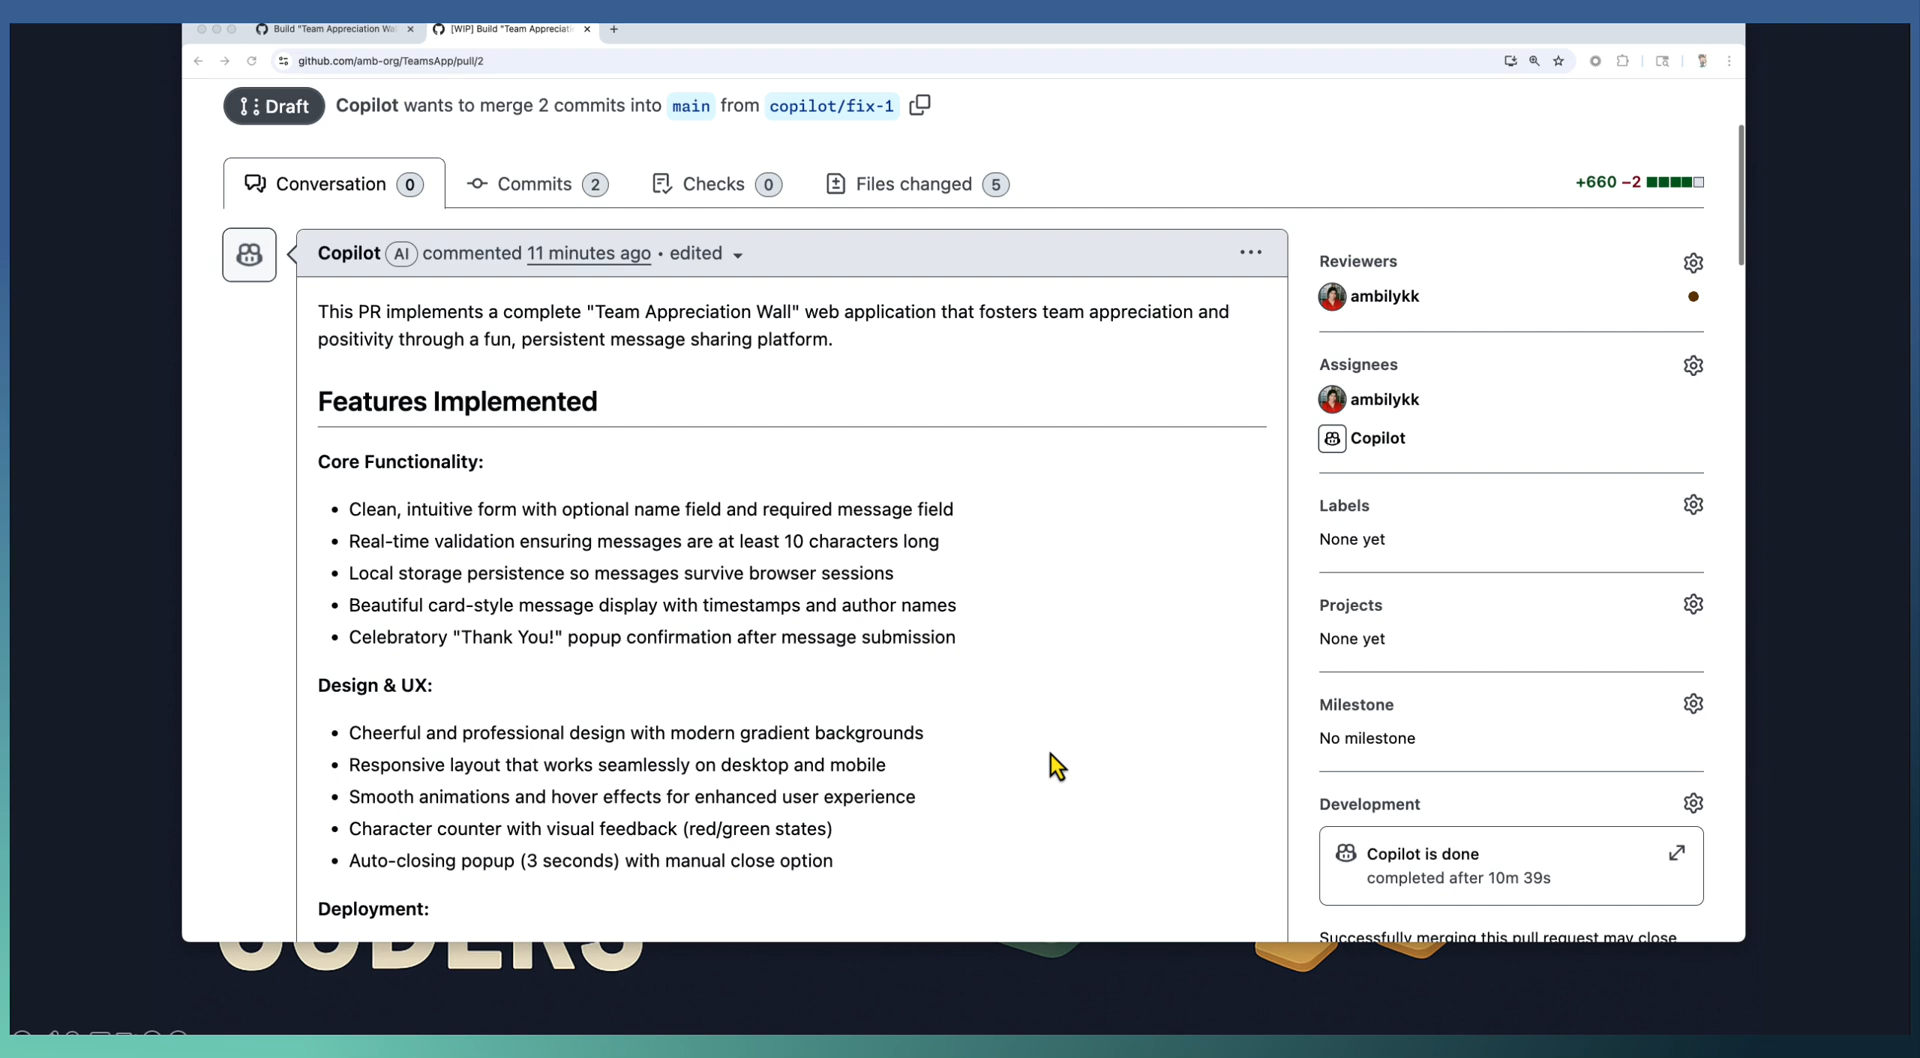 Build "Team Appreciation Wa
[WIP] Build "Team Appreciati
github.com/amb-org/TeamsApp/pull/2
Draft
Copilot wants to merge 2 commits into main from copilot/fix-1
Conversation 0
Commits 2
Checks 0
Files changed 5
+660 −2
Copilot AI commented 11 minutes ago • edited
This PR implements a complete "Team Appreciation Wall" web application that fosters team appreciation and
positivity through a fun, persistent message sharing platform.
Features Implemented
Core Functionality:
• Clean, intuitive form with optional name field and required message field
• Real-time validation ensuring messages are at least 10 characters long
• Local storage persistence so messages survive browser sessions
• Beautiful card-style message display with timestamps and author names
• Celebratory "Thank You!" popup confirmation after message submission
Design & UX:
• Cheerful and professional design with modern gradient backgrounds
• Responsive layout that works seamlessly on desktop and mobile
• Smooth animations and hover effects for enhanced user experience
• Character counter with visual feedback (red/green states)
• Auto-closing popup (3 seconds) with manual close option
Deployment:
Reviewers
ambilykk
Assignees
ambilykk
Copilot
Labels
None yet
Projects
None yet
Milestone
No milestone
Development
Copilot is done
completed after 10m 39s
Successfully merging this pull request may close
CODERS